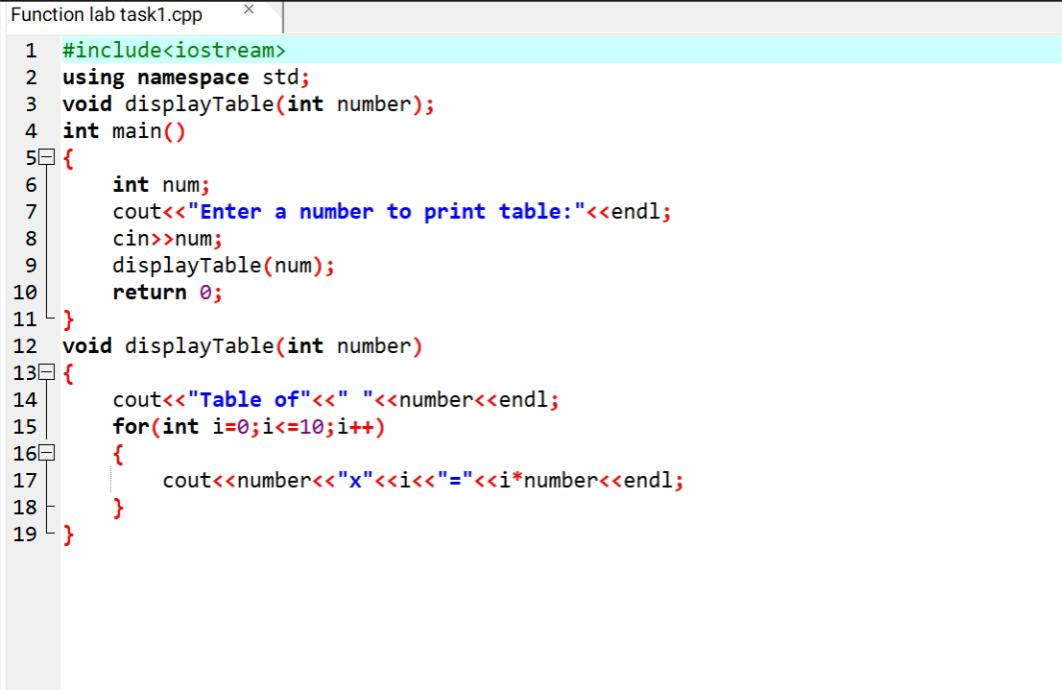 Function lab task1.cpp ×
1 #include<iostream>
2 using namespace std;
3 void displayTable(int number);
4 int main()
5 {
6     int num;
7     cout<<"Enter a number to print table:"<<endl;
8     cin>>num;
9     displayTable(num);
10     return 0;
11 }
12 void displayTable(int number)
13 {
14     cout<<"Table of"<<" "<<number<<endl;
15     for(int i=0;i<=10;i++)
16     {
17         cout<<number<<"x"<<i<<"="<<i*number<<endl;
18     }
19 }